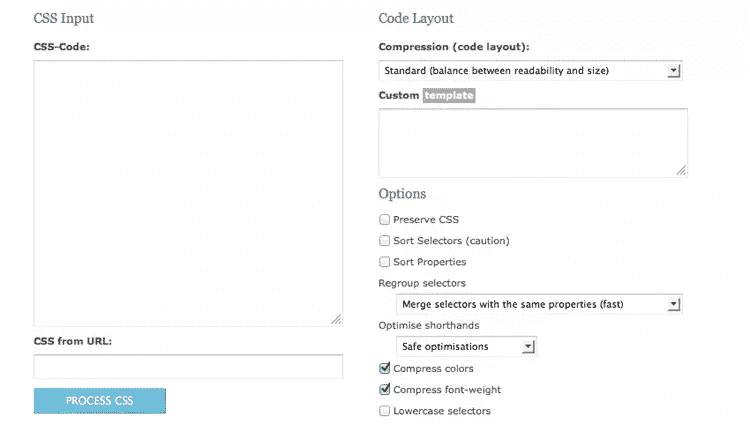 CSS Input
CSS-Code:
CSS from URL:
PROCESS CSS
Code Layout
Compression (code layout):
Standard (balance between readability and size)
Custom template
Options
Preserve CSS
Sort Selectors (caution)
Sort Properties
Regroup selectors
Merge selectors with the same properties (fast)
Optimise shorthands
Safe optimisations
Compress colors
Compress font-weight
Lowercase selectors